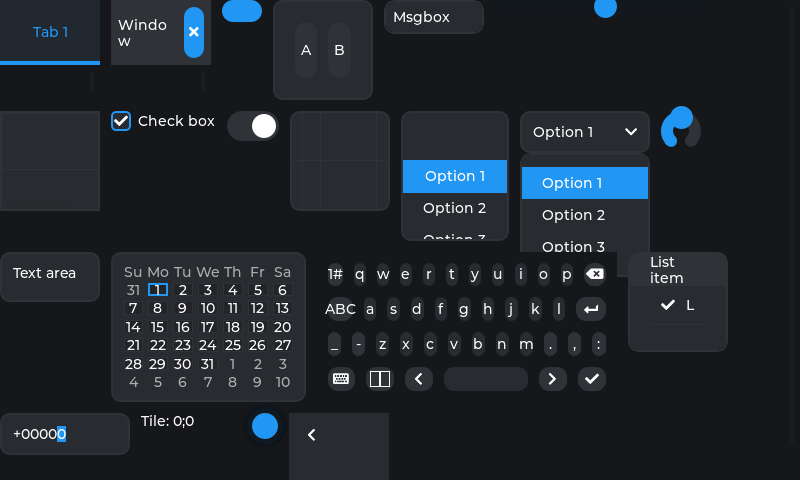 Tab 1
Windo
w
A B
Msgbox
Check box
Option 1
Option 2
Option 3
Option 1
Option 1
Option 2
Option 3
Text area
Su Mo Tu We Th Fr Sa
31 1 2 3 4 5 6
7 8 9 10 11 12 13
14 15 16 17 18 19 20
21 22 23 24 25 26 27
28 29 30 31 1 2 3
4 5 6 7 8 9 10
1# q w e r t y u i o p
ABC a s d f g h j k l
_ - z x c v b n m . , :
List
item
L
+00000
Tile: 0;0